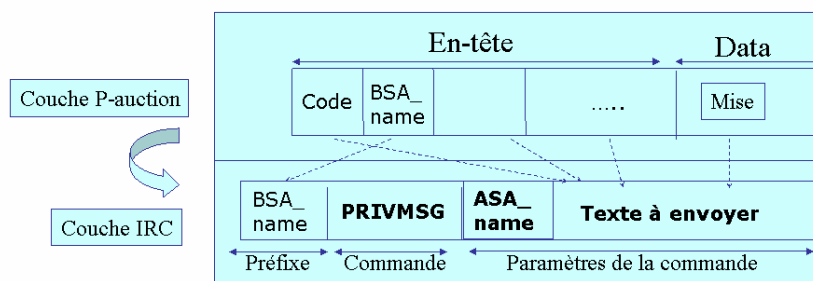 En-tête
Data
Couche P-auction
Code
BSA_
name
.....
Mise
Couche IRC
BSA_
name
PRIVMSG
ASA_
name
Texte à envoyer
Préfixe
Commande
Paramètres de la commande